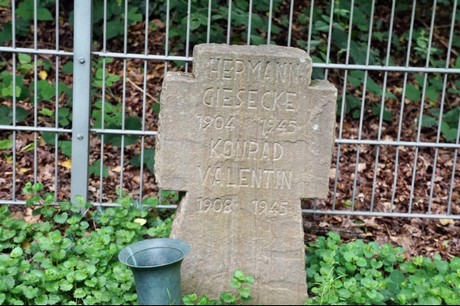 HERMANN
GIESECKE
1904 1945
KONRAD
VALENTIN
1908 1945